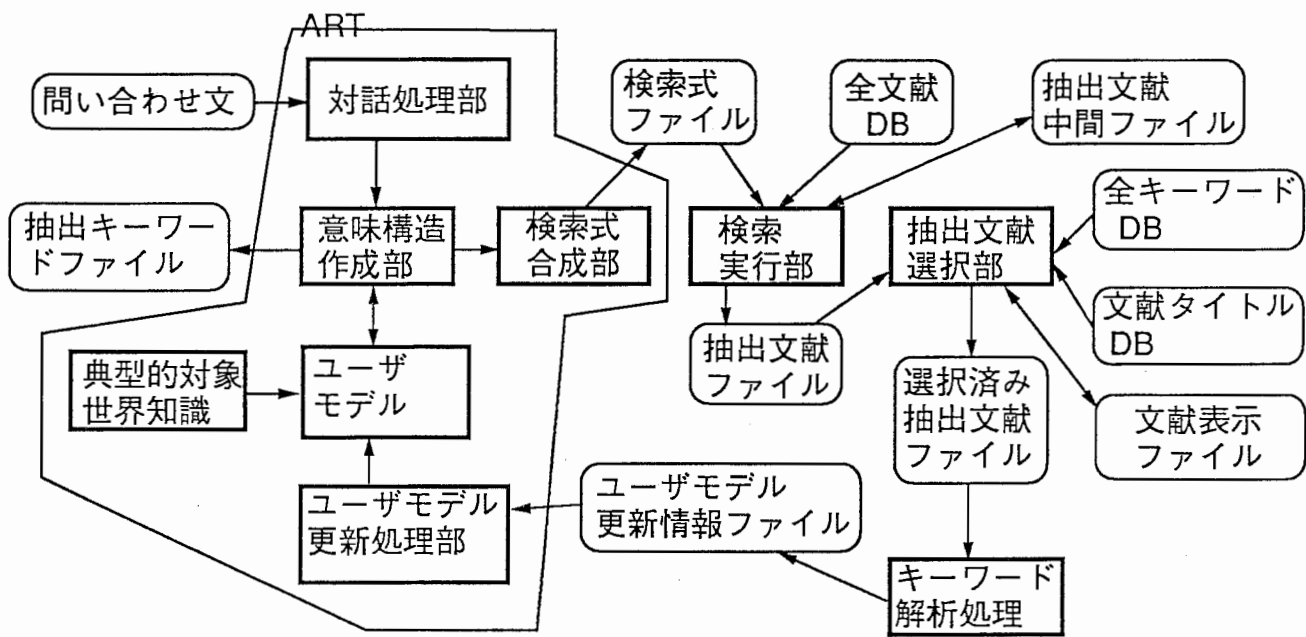 ART
問い合わせ文
対話処理部
検索式
ファイル
全文献
DB
抽出文献
中間ファイル
抽出キーワー
ドファイル
意味構造
作成部
検索式
合成部
検索
実行部
抽出文献
選択部
全キーワード
DB
文献タイトル
DB
典型的対象
世界知識
ユーザ
モデル
抽出文献
ファイル
選択済み
抽出文献
ファイル
文献表示
ファイル
ユーザモデル
更新処理部
ユーザモデル
更新情報ファイル
キーワード
解析処理